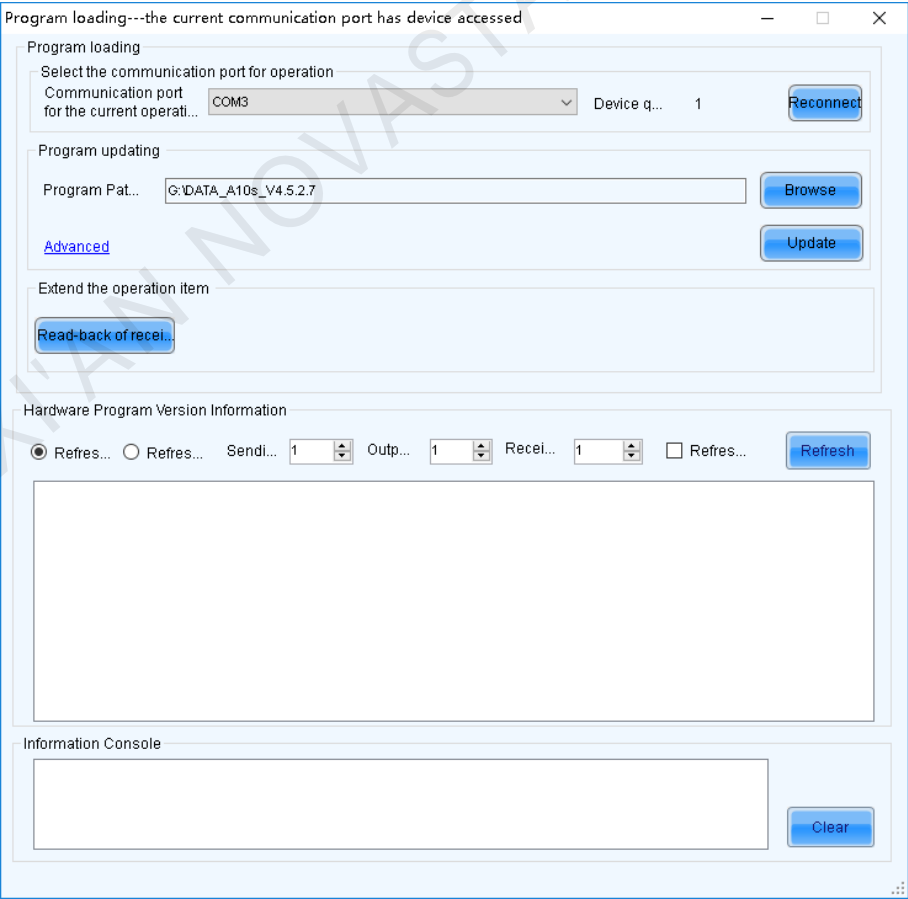 Program loading---the current communication port has device accessed
Program loading
Select the communication port for operation
Communication port
for the current operati...
COM3
Device q...
1
Reconnect
Program updating
Program Pat...
G:\DATA_A10s_V4.5.2.7
Browse
Advanced
Update
Extend the operation item
Read-back of recei...
Hardware Program Version Information
Refres...
Refres...
Sendi...
1
Outp...
1
Recei...
1
Refres...
Refresh
Information Console
Clear
XI'AN NOVASTA